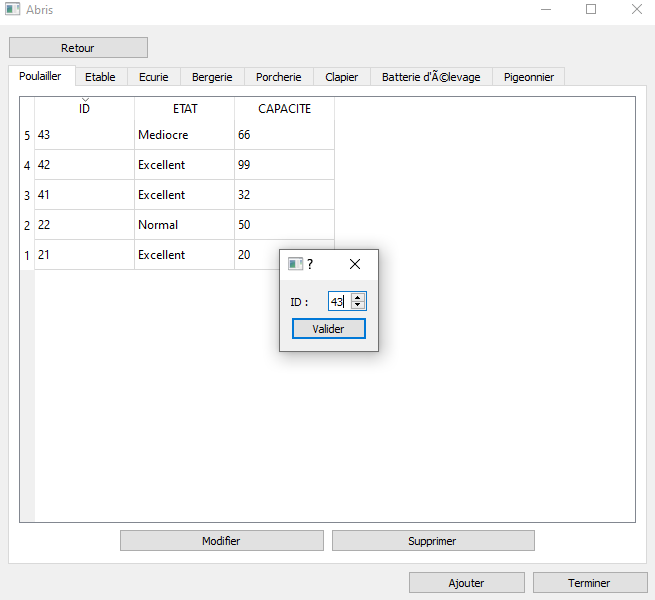 Abris
Retour
Poulailler Etable Ecurie Bergerie Porcherie Clapier Batterie d'Ã©levage Pigeonnier
ID ETAT CAPACITE
5 43 Mediocre 66
4 42 Excellent 99
3 41 Excellent 32
2 22 Normal 50
1 21 Excellent 20
?
ID : 43
Valider
Modifier Supprimer
Ajouter Terminer